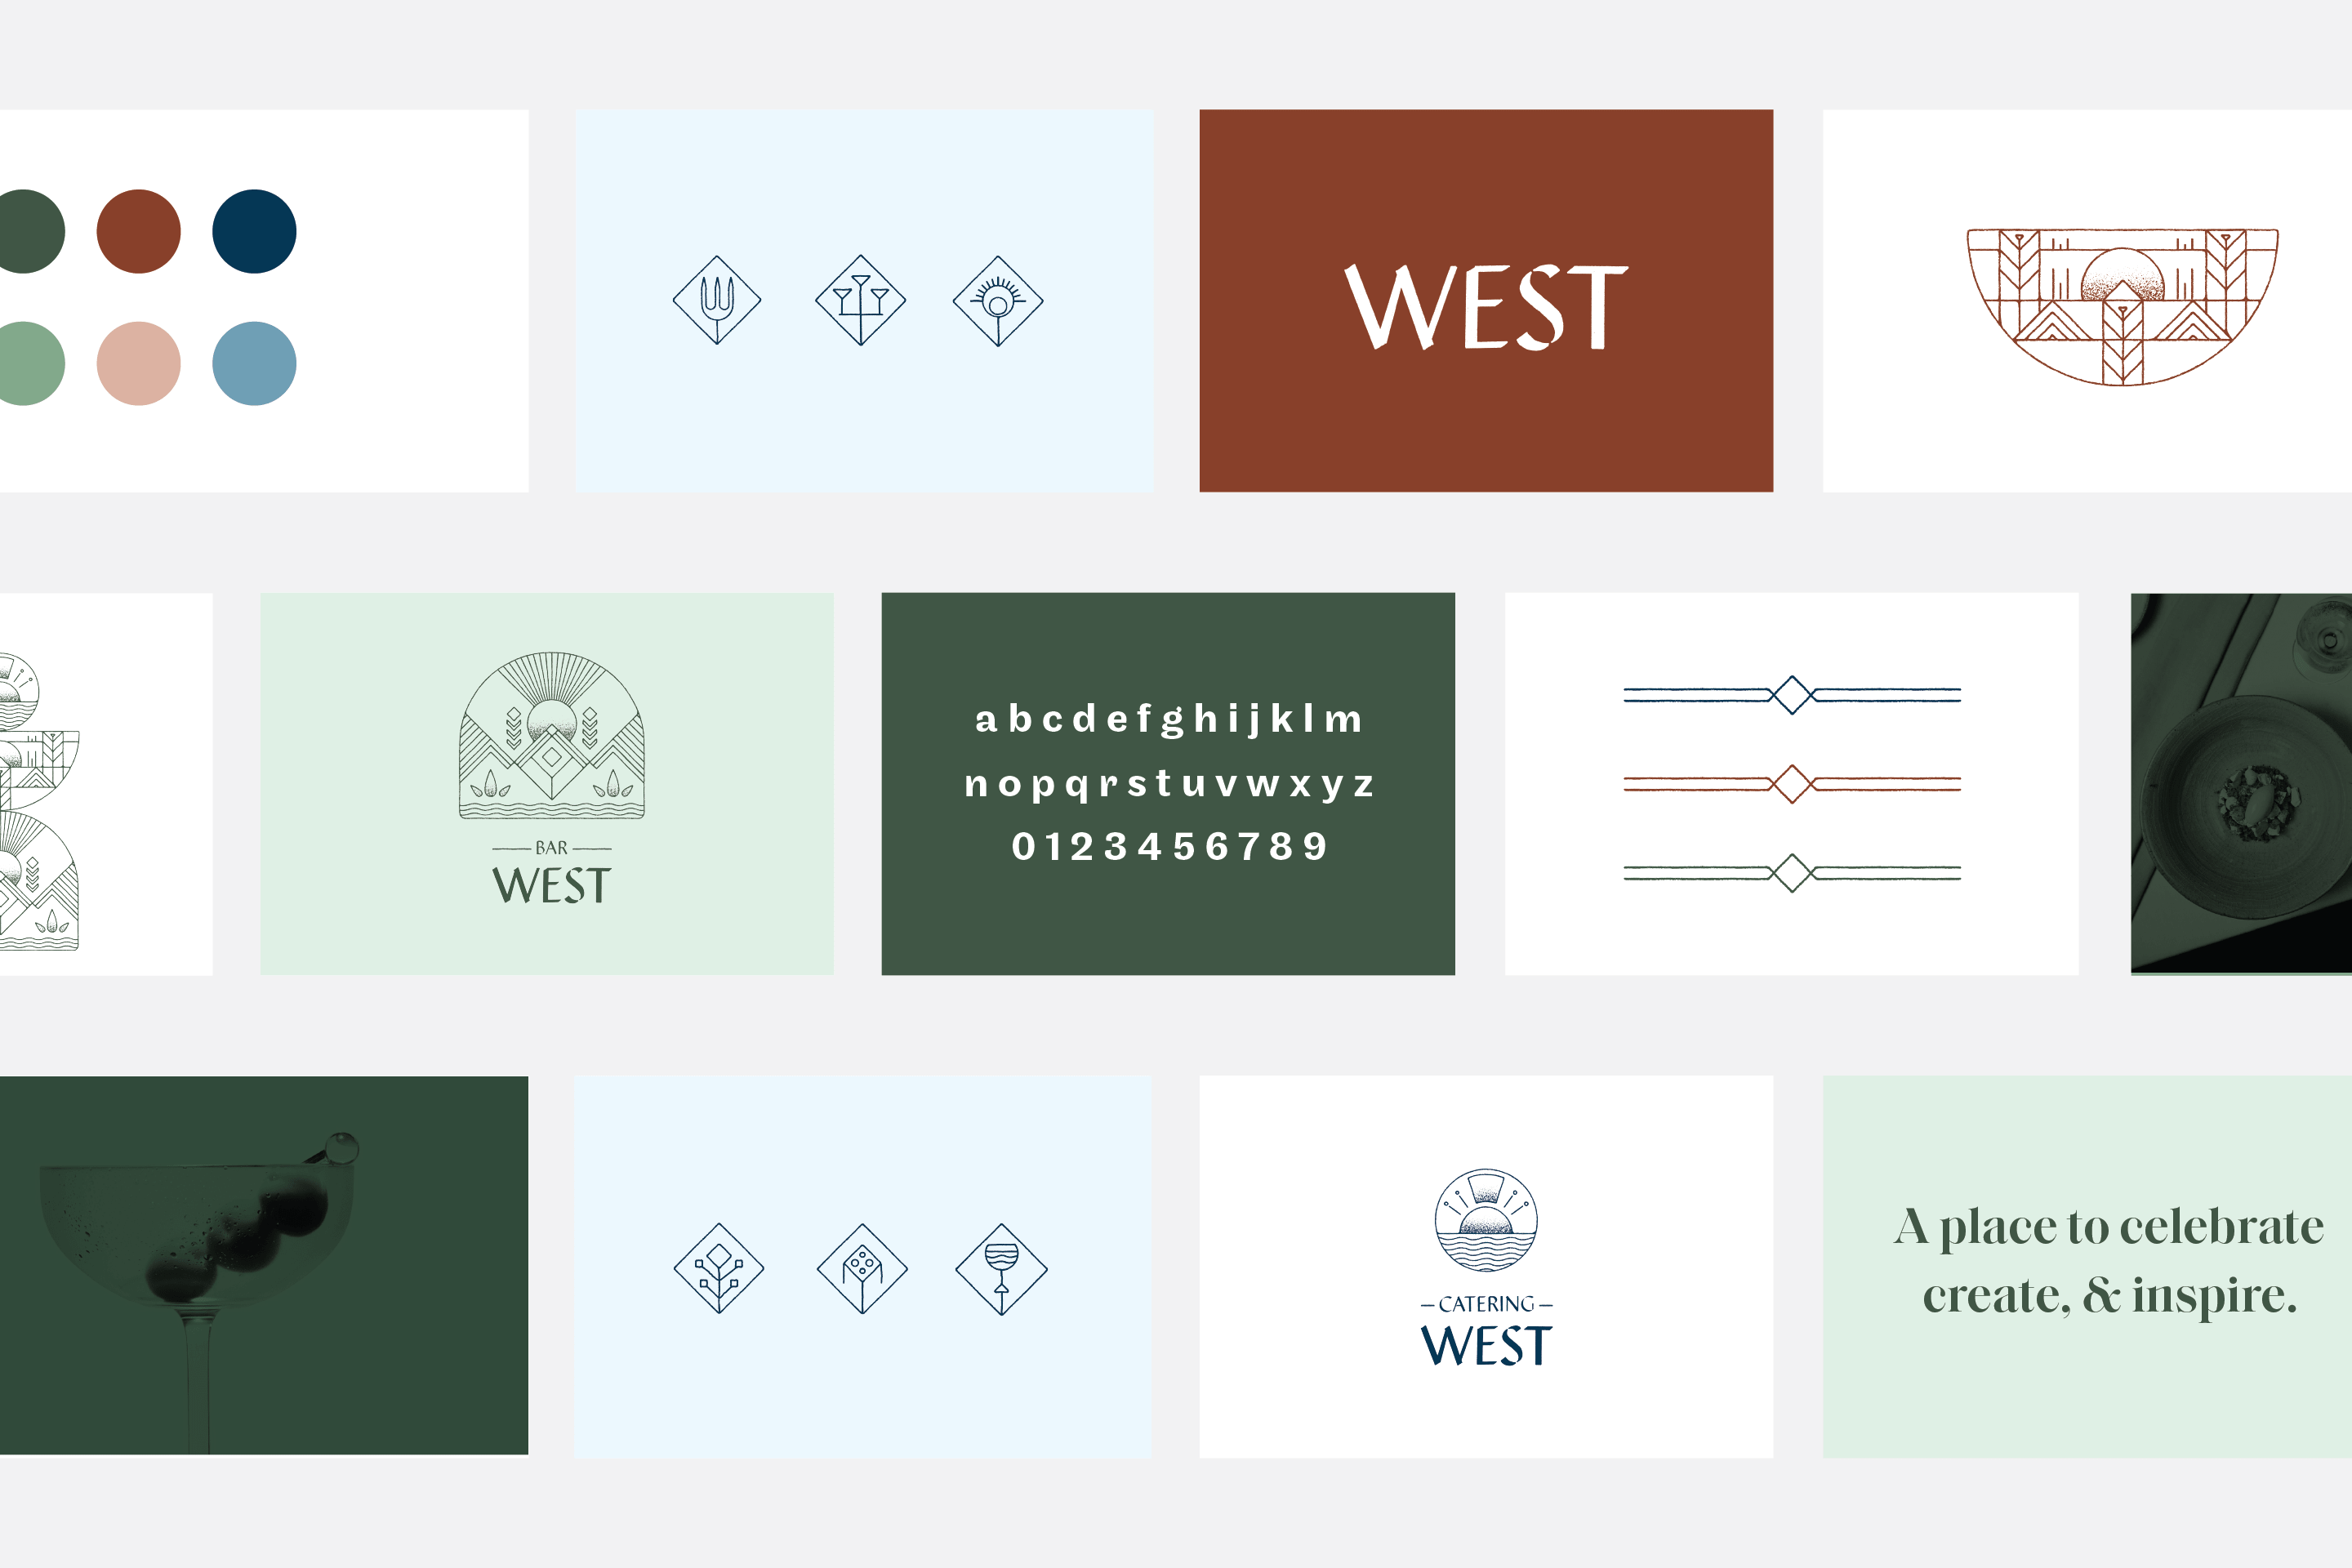 WEST
BAR
WEST
a b c d e f g h i j k l m
n o p q r s t u v w x y z
0 1 2 3 4 5 6 7 8 9
CATERING
WEST
A place to celebrate
create, & inspire.